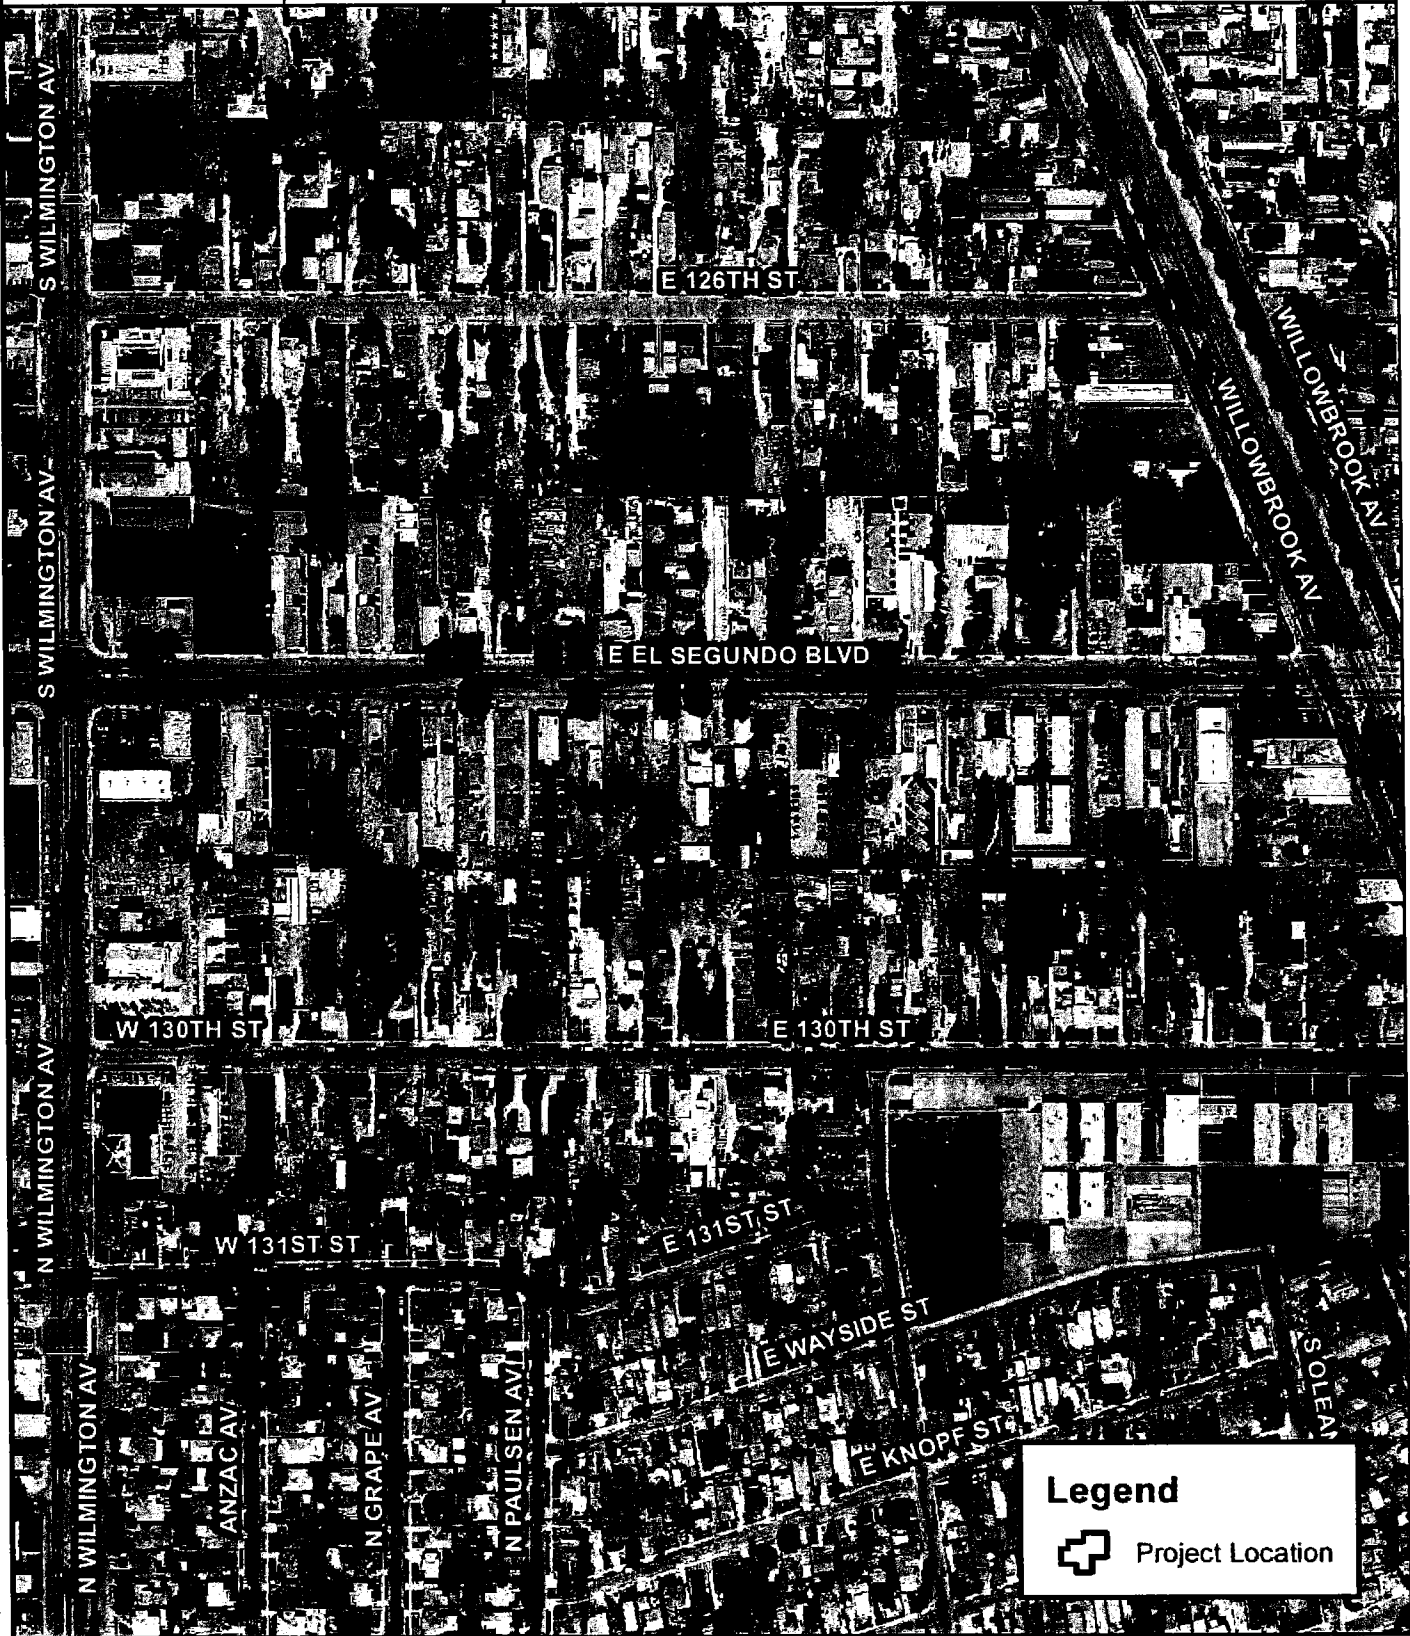 S WILMINGTON AV
E 126TH ST
WILLOWBROOK AV
WILLOWBROOK AV
S WILMINGTON AV
E EL SEGUNDO BLVD
W 130TH ST
E 130TH ST
N WILMINGTON AV
E 131ST ST
W 131ST ST
E WAYSIDE ST
S OLEAN
N WILMINGTON AV
ANZAC AV
N GRAPE AV
N PAULSEN AV
E KNOPF ST
Legend
Project Location